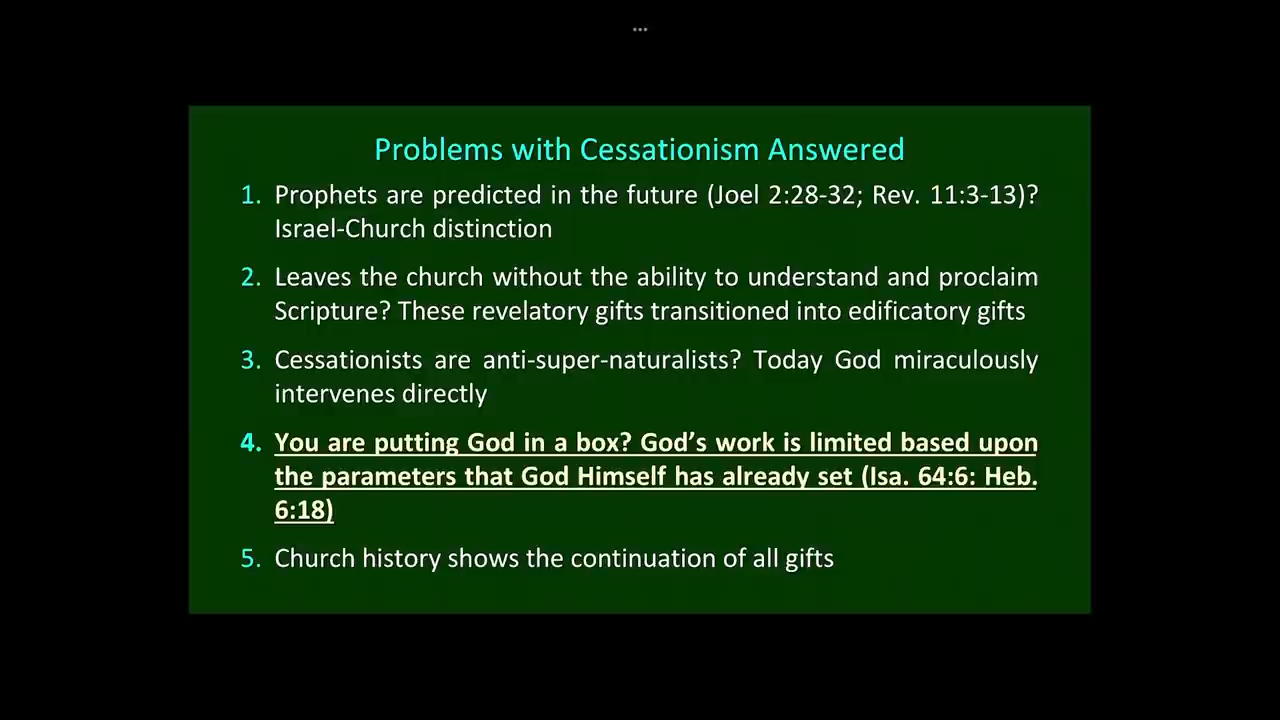 Problems with Cessationism Answered
1. Prophets are predicted in the future (Joel 2:28-32; Rev. 11:3-13)?
Israel-Church distinction
2. Leaves the church without the ability to understand and proclaim
Scripture? These revelatory gifts transitioned into edificatory gifts
3. Cessationists are anti-super-naturalists? Today God miraculously
intervenes directly
4. You are putting God in a box? God’s work is limited based upon
the parameters that God Himself has already set (Isa. 64:6: Heb.
6:18)
5. Church history shows the continuation of all gifts